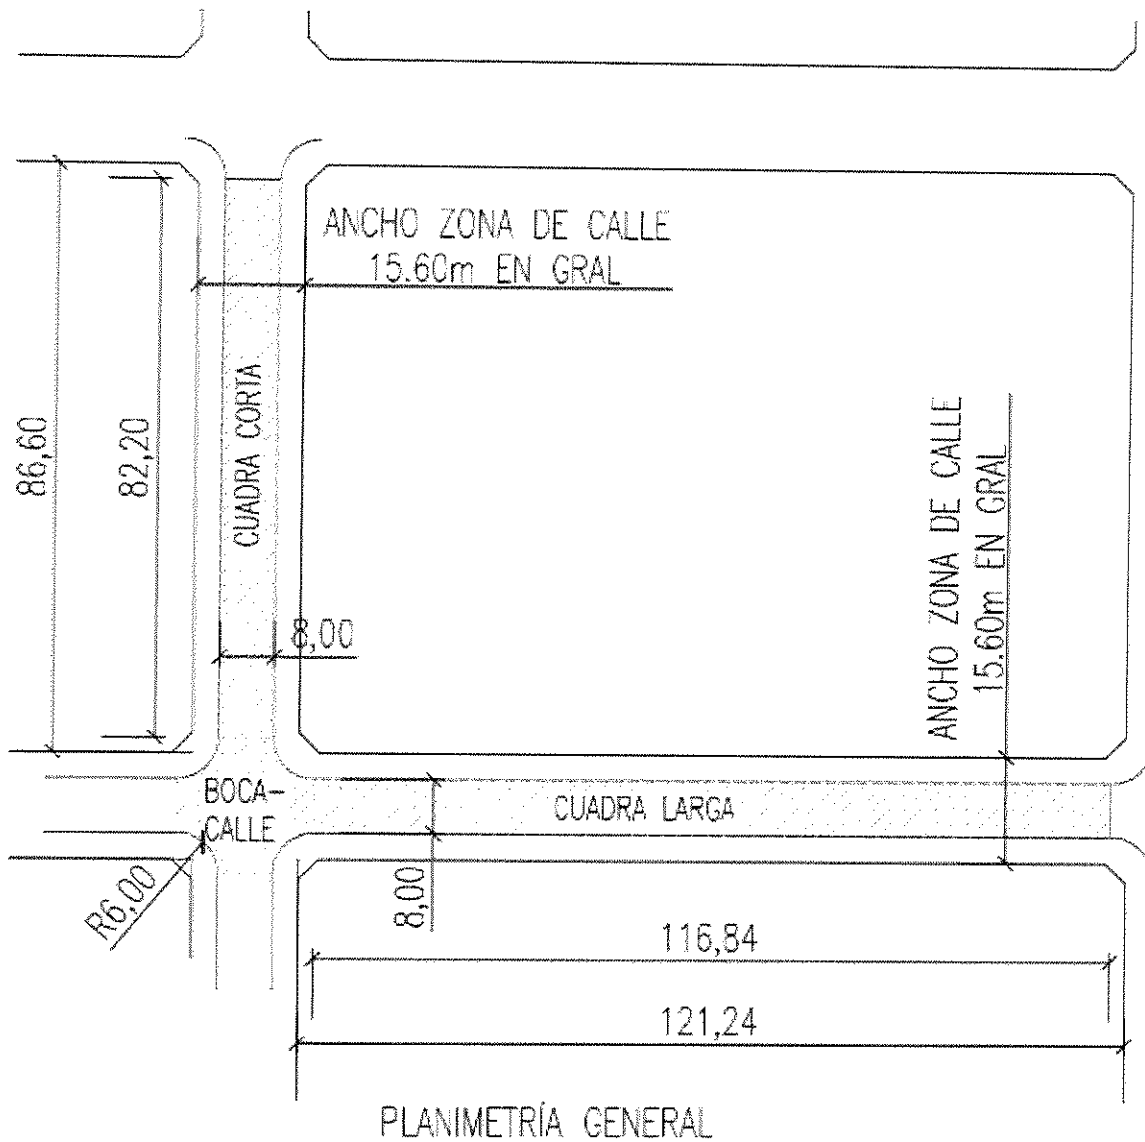 ANCHO ZONA DE CALLE
15.60m EN GRAL
86,60
82,20
CUADRA CORTA
ANCHO ZONA DE CALLE
15.60m EN GRAL
8,00
BOCA-
CALLE
CUADRA LARGA
R6,00
8,00
116,84
121,24
PLANIMETRÍA GENERAL